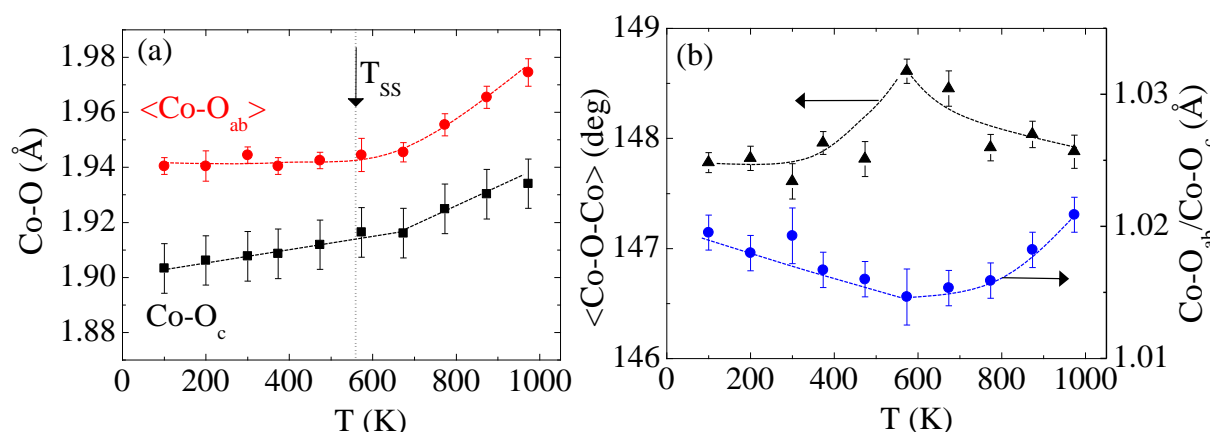 (a)
T_SS
<Co-O_ab>
Co-O_c
Co-O (Å)
1.98
1.96
1.94
1.92
1.90
1.88
0 200 400 600 800 1000
T (K)
(b)
<Co-O-Co> (deg)
149
148
147
146
Co-O_ab/Co-O_c (Å)
1.03
1.02
1.01
0 200 400 600 800 1000
T (K)